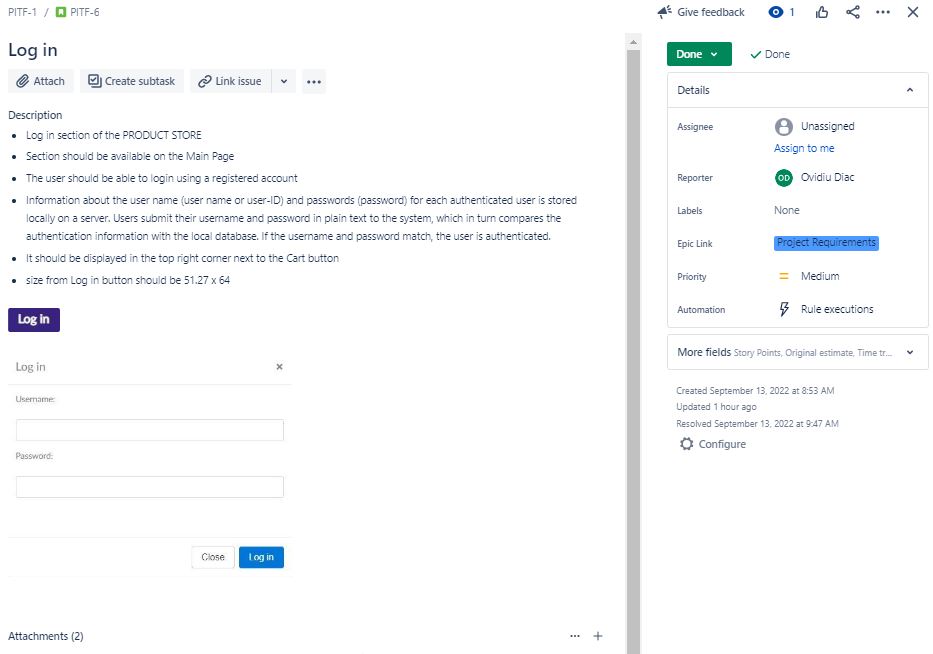 PITF-1 / PITF-6
Give feedback
1
Log in
Attach
Create subtask
Link issue
Description
Log in section of the PRODUCT STORE
Section should be available on the Main Page
The user should be able to login using a registered account
Information about the user name (user name or user-ID) and passwords (password) for each authenticated user is stored
locally on a server. Users submit their username and password in plain text to the system, which in turn compares the
authentication information with the local database. If the username and password match, the user is authenticated.
It should be displayed in the top right corner next to the Cart button
size from Log in button should be 51.27 x 64
Log in
Log in
Username:
Password:
Close
Log in
Attachments (2)
Done
Done
Details
Assignee
Unassigned
Assign to me
Reporter
OD Ovidiu Diac
Labels
None
Epic Link
Project Requirements
Priority
Medium
Automation
Rule executions
More fields Story Points, Original estimate, Time tr...
Created September 13, 2022 at 8:53 AM
Updated 1 hour ago
Resolved September 13, 2022 at 9:47 AM
Configure